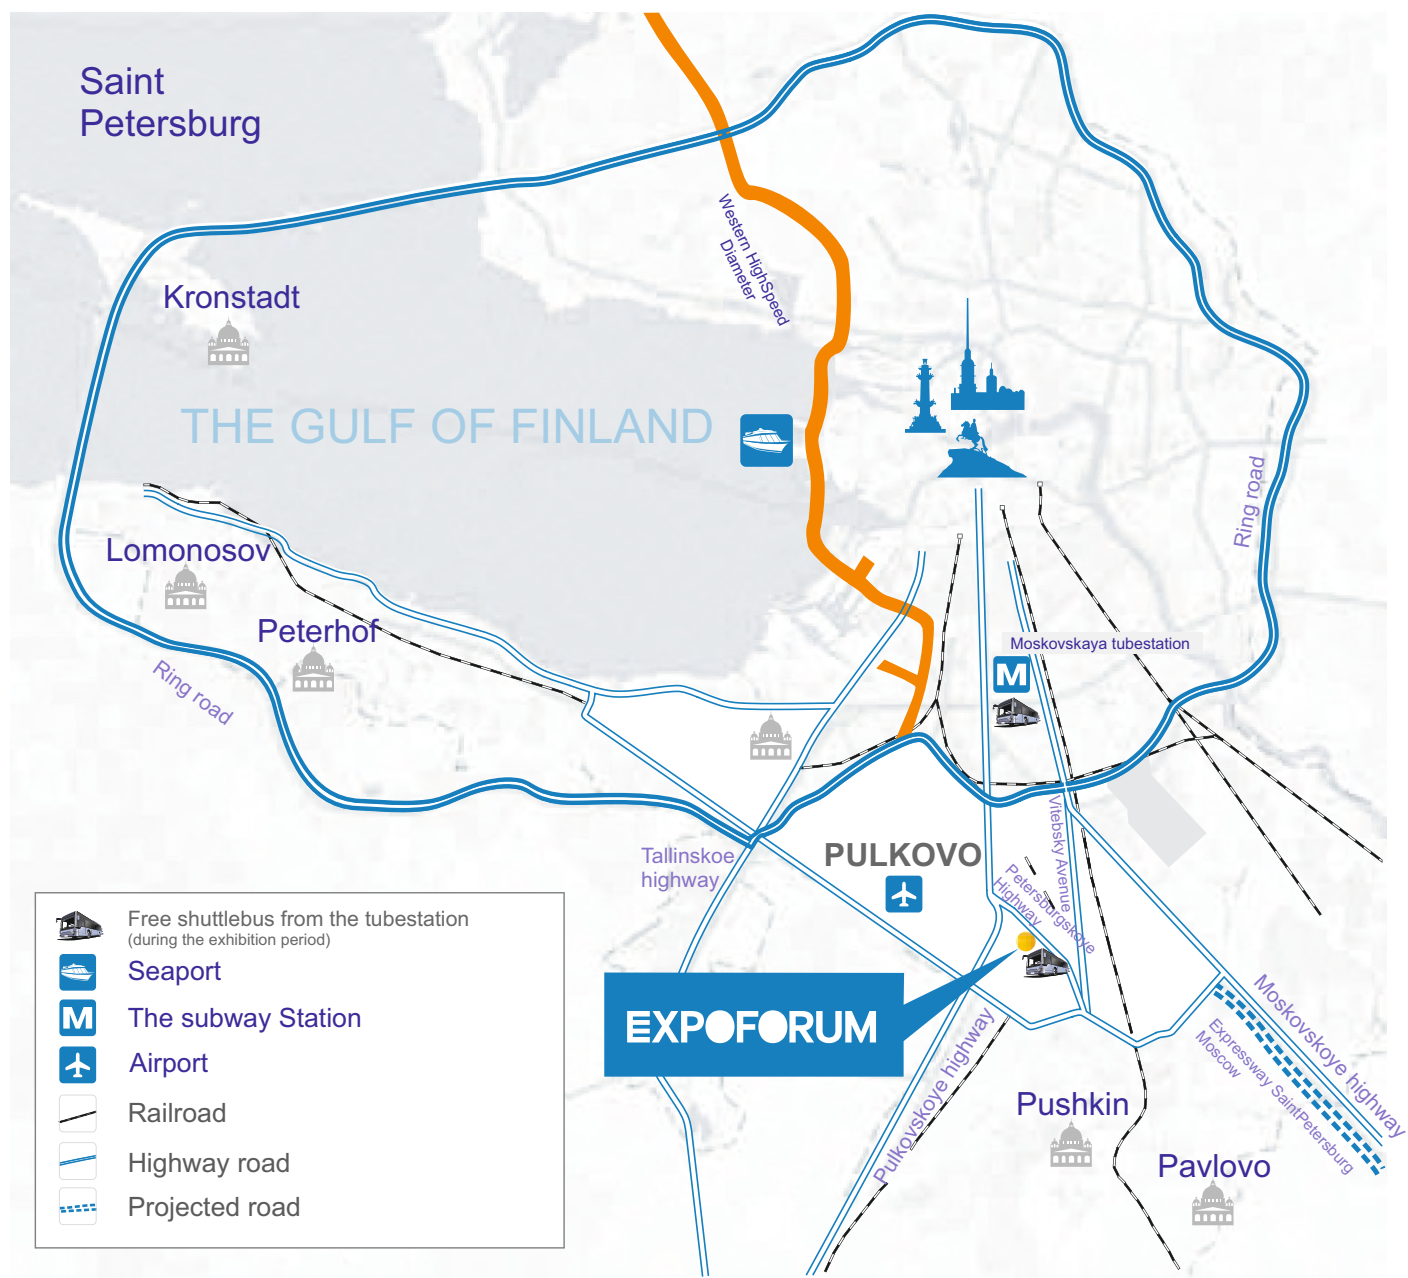 Saint
Petersburg
Western HighSpeed
Diameter
Kronstadt
THE GULF OF FINLAND
Ring road
Lomonosov
Peterhof
Ring road
Moskovskaya tubestation
M
Tallinskoe
highway
PULKOVO
Vitebsky Avenue
Petersburgskoye
Highway
EXPOFORUM
Pulkovskoye highway
Moskovskoye highway
Expressway SaintPetersburg
Moscow
Pushkin
Pavlovo
Free shuttlebus from the tubestation
(during the exhibition period)
Seaport
M The subway Station
Airport
Railroad
Highway road
Projected road